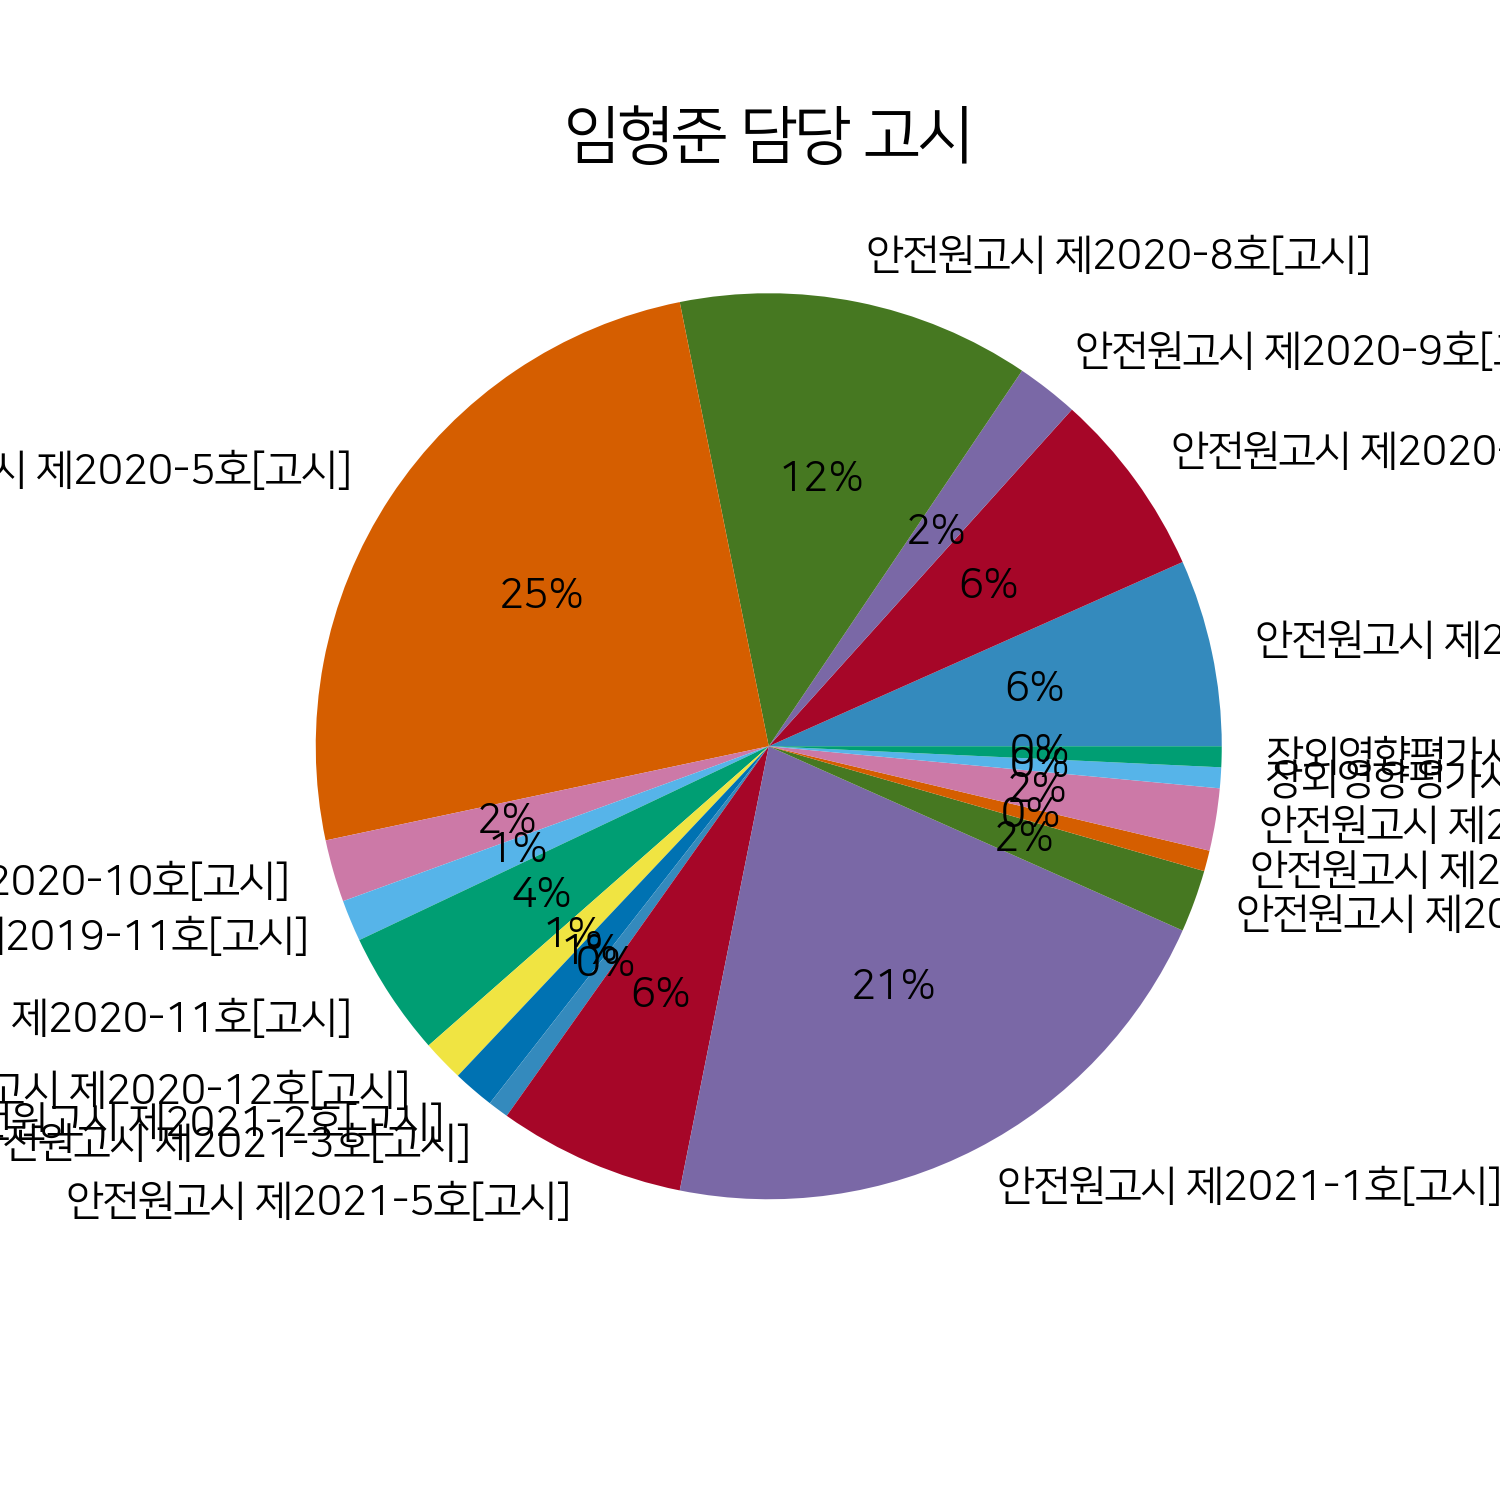 임형준 담당 고시
안전원고시 제2020-8호[고시]
안전원고시 제2020-9호[
안전원고시 제2020-
시 제2020-5호[고시]
12%
2%
6%
25%
안전원고시 제2
6%
0%
장외영향평가서
0%
장외영향평가서
2%
안전원고시 제2
0%
2%
안전원고시 제2
2%
1%
2020-10호[고시]
4%
안전원고시 제20
2019-11호[고시]
1%
1%
0%
21%
6%
제2020-11호[고시]
고시 제2020-12호[고시]
전원고시 제2021-2호[고시]
전원고시 제2021-3호[고시]
안전원고시 제2021-5호[고시]
안전원고시 제2021-1호[고시]